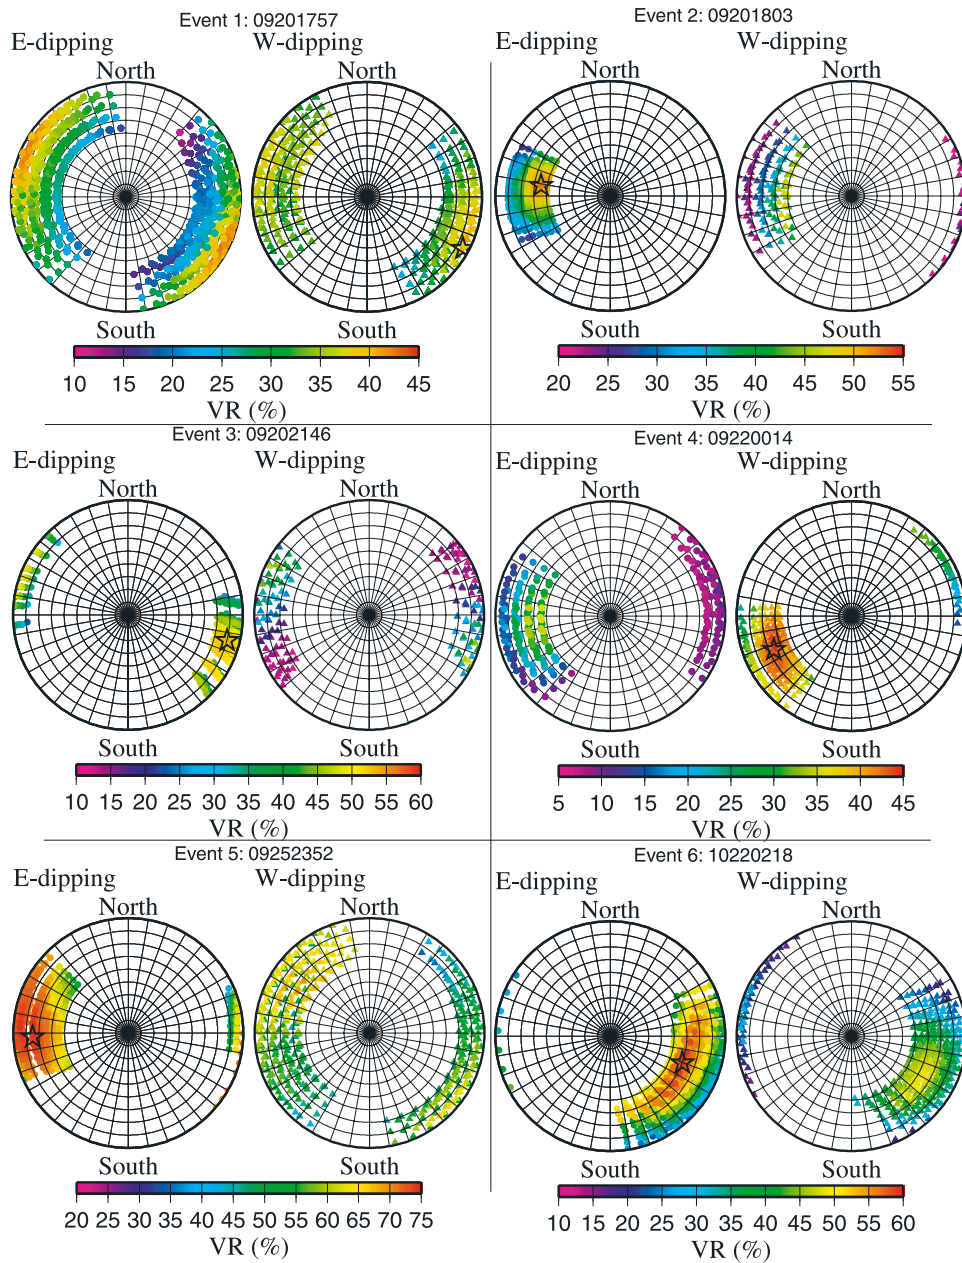 Event 1: 09201757
E-dipping
W-dipping
North
North
South
South
10 15 20 25 30 35 40 45
VR (%)
Event 2: 09201803
E-dipping
W-dipping
North
North
South
South
20 25 30 35 40 45 50 55
VR (%)
Event 3: 09202146
E-dipping
W-dipping
North
North
South
South
10 15 20 25 30 35 40 45 50 55 60
VR (%)
Event 4: 09220014
E-dipping
W-dipping
North
North
South
South
5 10 15 20 25 30 35 40 45
VR (%)
Event 5: 09252352
E-dipping
W-dipping
North
North
South
South
20 25 30 35 40 45 50 55 60 65 70 75
VR (%)
Event 6: 10220218
E-dipping
W-dipping
North
North
South
South
10 15 20 25 30 35 40 45 50 55 60
VR (%)